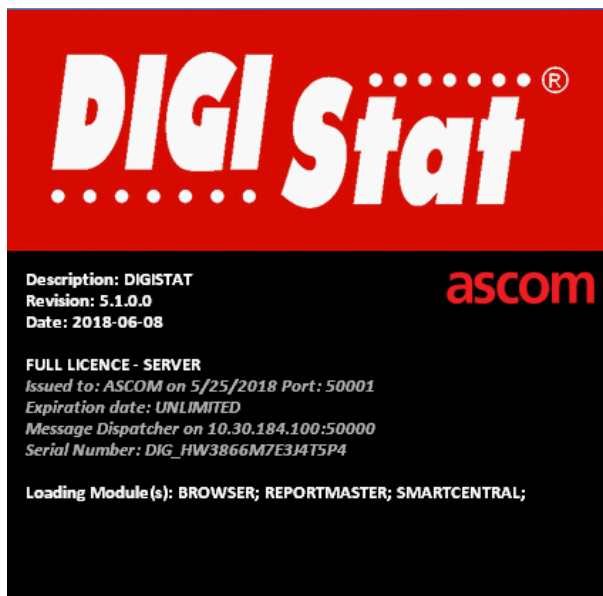 DIGI Stat®
Description: DIGISTAT
ascom
Revision: 5.1.0.0
Date: 2018-06-08
FULL LICENCE - SERVER
Issued to: ASCOM on 5/25/2018 Port: 50001
Expiration date: UNLIMITED
Message Dispatcher on 10.30.184.100:50000
Serial Number: DIG_HW3866M7E3J4T5P4
Loading Module(s): BROWSER; REPORTMASTER; SMARTCENTRAL;